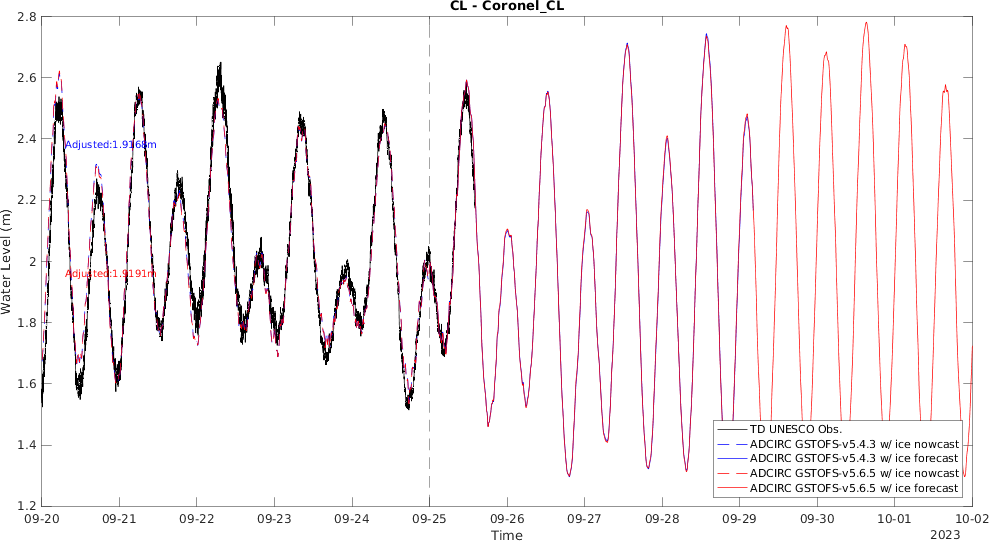 CL - Coronel_CL
2.8
2.6
2.4
2.2
2
1.8
1.6
1.4
1.2
Water Level (m)
Adjusted:1.9168m
Adjusted:1.9191m
TD UNESCO Obs.
ADCIRC GSTOFS-v5.4.3 w/ ice nowcast
ADCIRC GSTOFS-v5.4.3 w/ ice forecast
ADCIRC GSTOFS-v5.6.5 w/ ice nowcast
ADCIRC GSTOFS-v5.6.5 w/ ice forecast
09-20 09-21 09-22 09-23 09-24 09-25 09-26 09-27 09-28 09-29 09-30 10-01 10-02
Time
2023